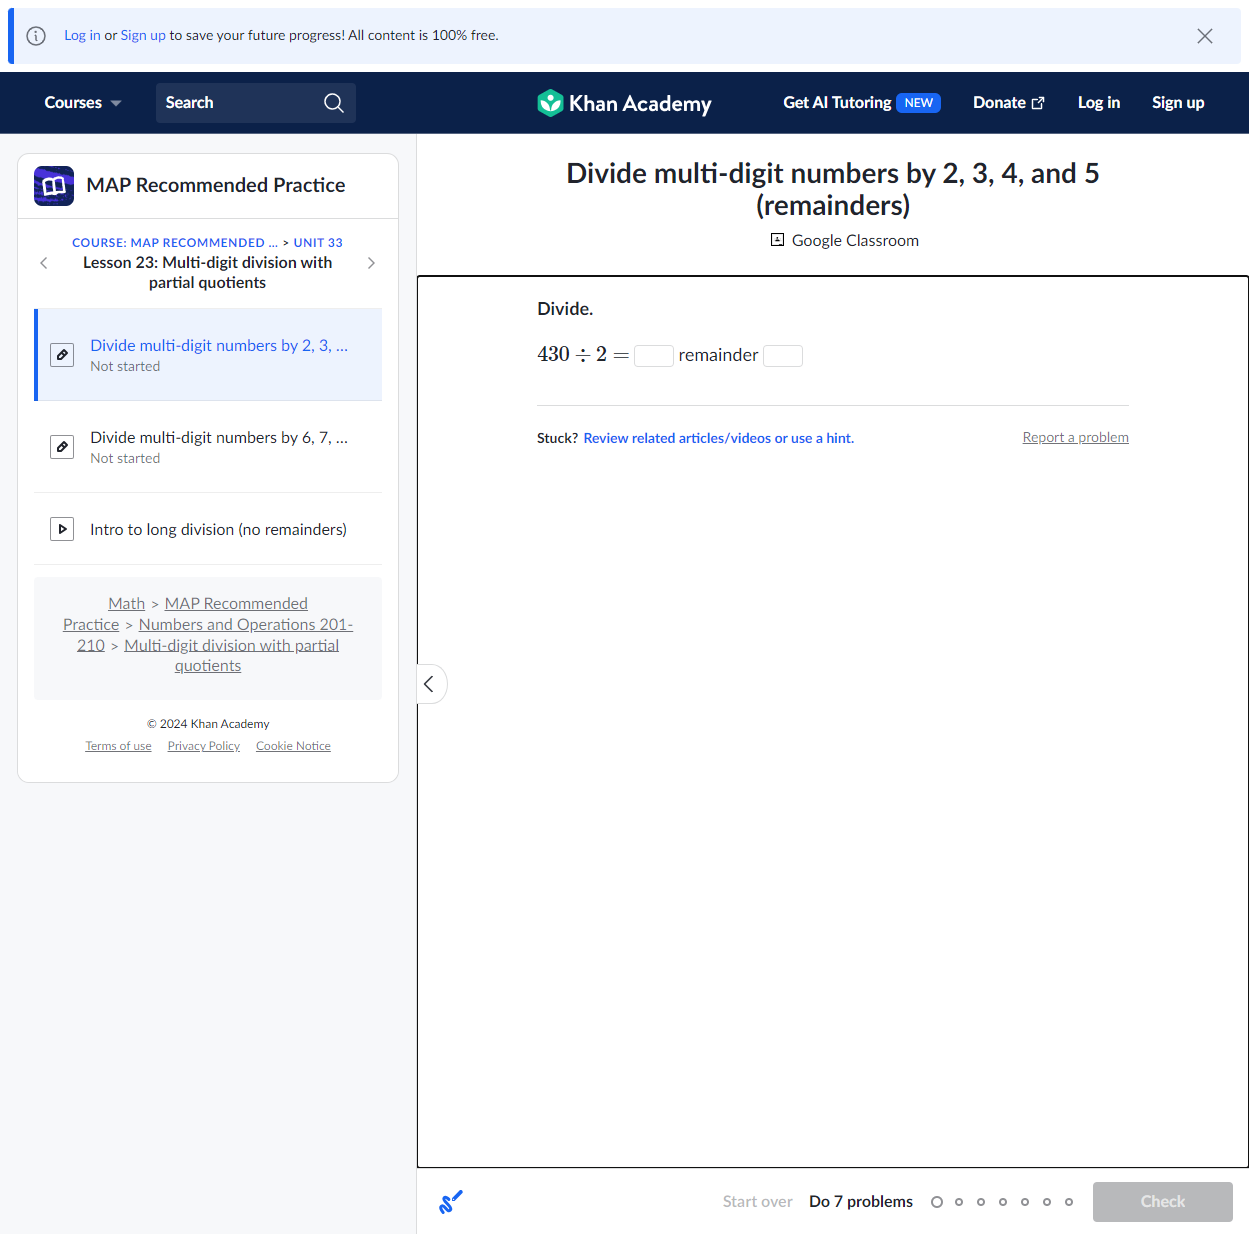 Log in or Sign up to save your future progress! All content is 100% free.
Courses
Search
Khan Academy
Get AI Tutoring NEW
Donate
Log in
Sign up
MAP Recommended Practice
COURSE: MAP RECOMMENDED ... > UNIT 33
Lesson 23: Multi-digit division with
partial quotients
Divide multi-digit numbers by 2, 3, ...
Not started
Divide multi-digit numbers by 6, 7, ...
Not started
Intro to long division (no remainders)
Math > MAP Recommended
Practice > Numbers and Operations 201-
210 > Multi-digit division with partial
quotients
© 2024 Khan Academy
Terms of use Privacy Policy Cookie Notice
Divide multi-digit numbers by 2, 3, 4, and 5
(remainders)
Google Classroom
Divide.
430 ÷ 2 = remainder
Stuck? Review related articles/videos or use a hint.
Report a problem
Start over
Do 7 problems
Check